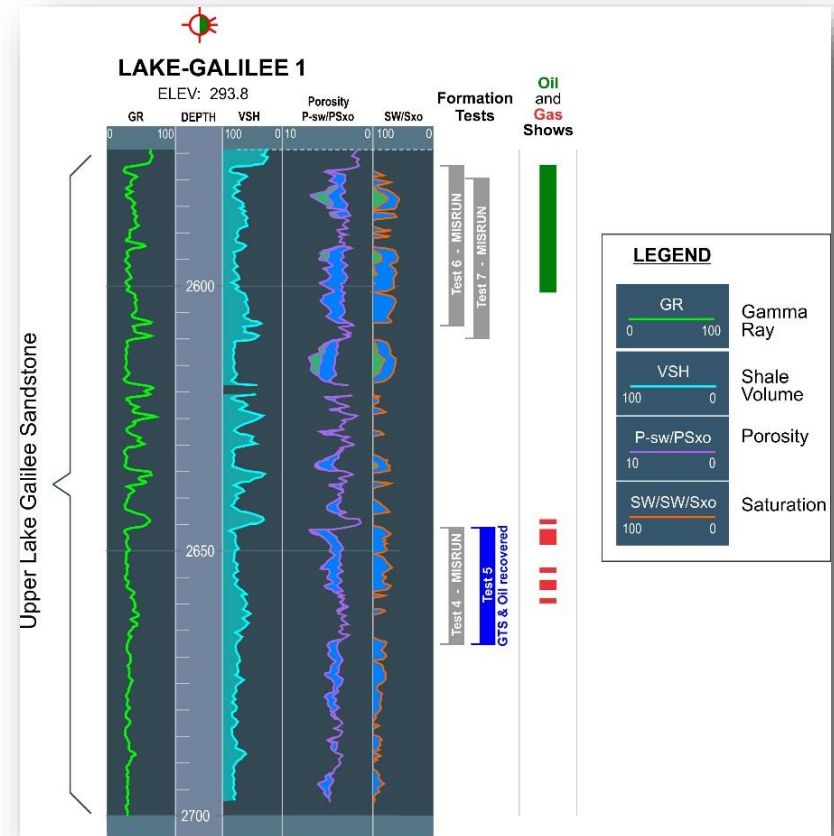 LAKE-GALILEE 1
ELEV: 293.8
GR
DEPTH
VSH
Porosity
P-sw/PSxo
SW/Sxo
Formation
Tests
Oil
and
Gas
Shows
0
100
100
0
10
0
100
0
Upper Lake Galilee Sandstone
2600
2650
2700
Test 6 - MISRUN
Test 7 - MISRUN
Test 4 - MISRUN
Test 5
GTS & Oil recovered
LEGEND
GR
0 100
Gamma
Ray
VSH
100 0
Shale
Volume
P-sw/PSxo
10 0
Porosity
SW/SW/Sxo
100 0
Saturation